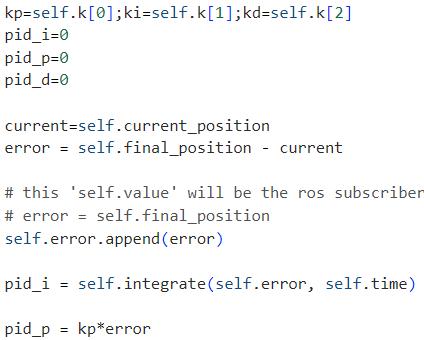 kp=self.k[0];ki=self.k[1];kd=self.k[2]
pid_i=0
pid_p=0
pid_d=0
current=self.current_position
error = self.final_position - current
# this 'self.value' will be the ros subscriber
# error = self.final_position
self.error.append(error)
pid_i = self.integrate(self.error, self.time)
pid_p = kp*error